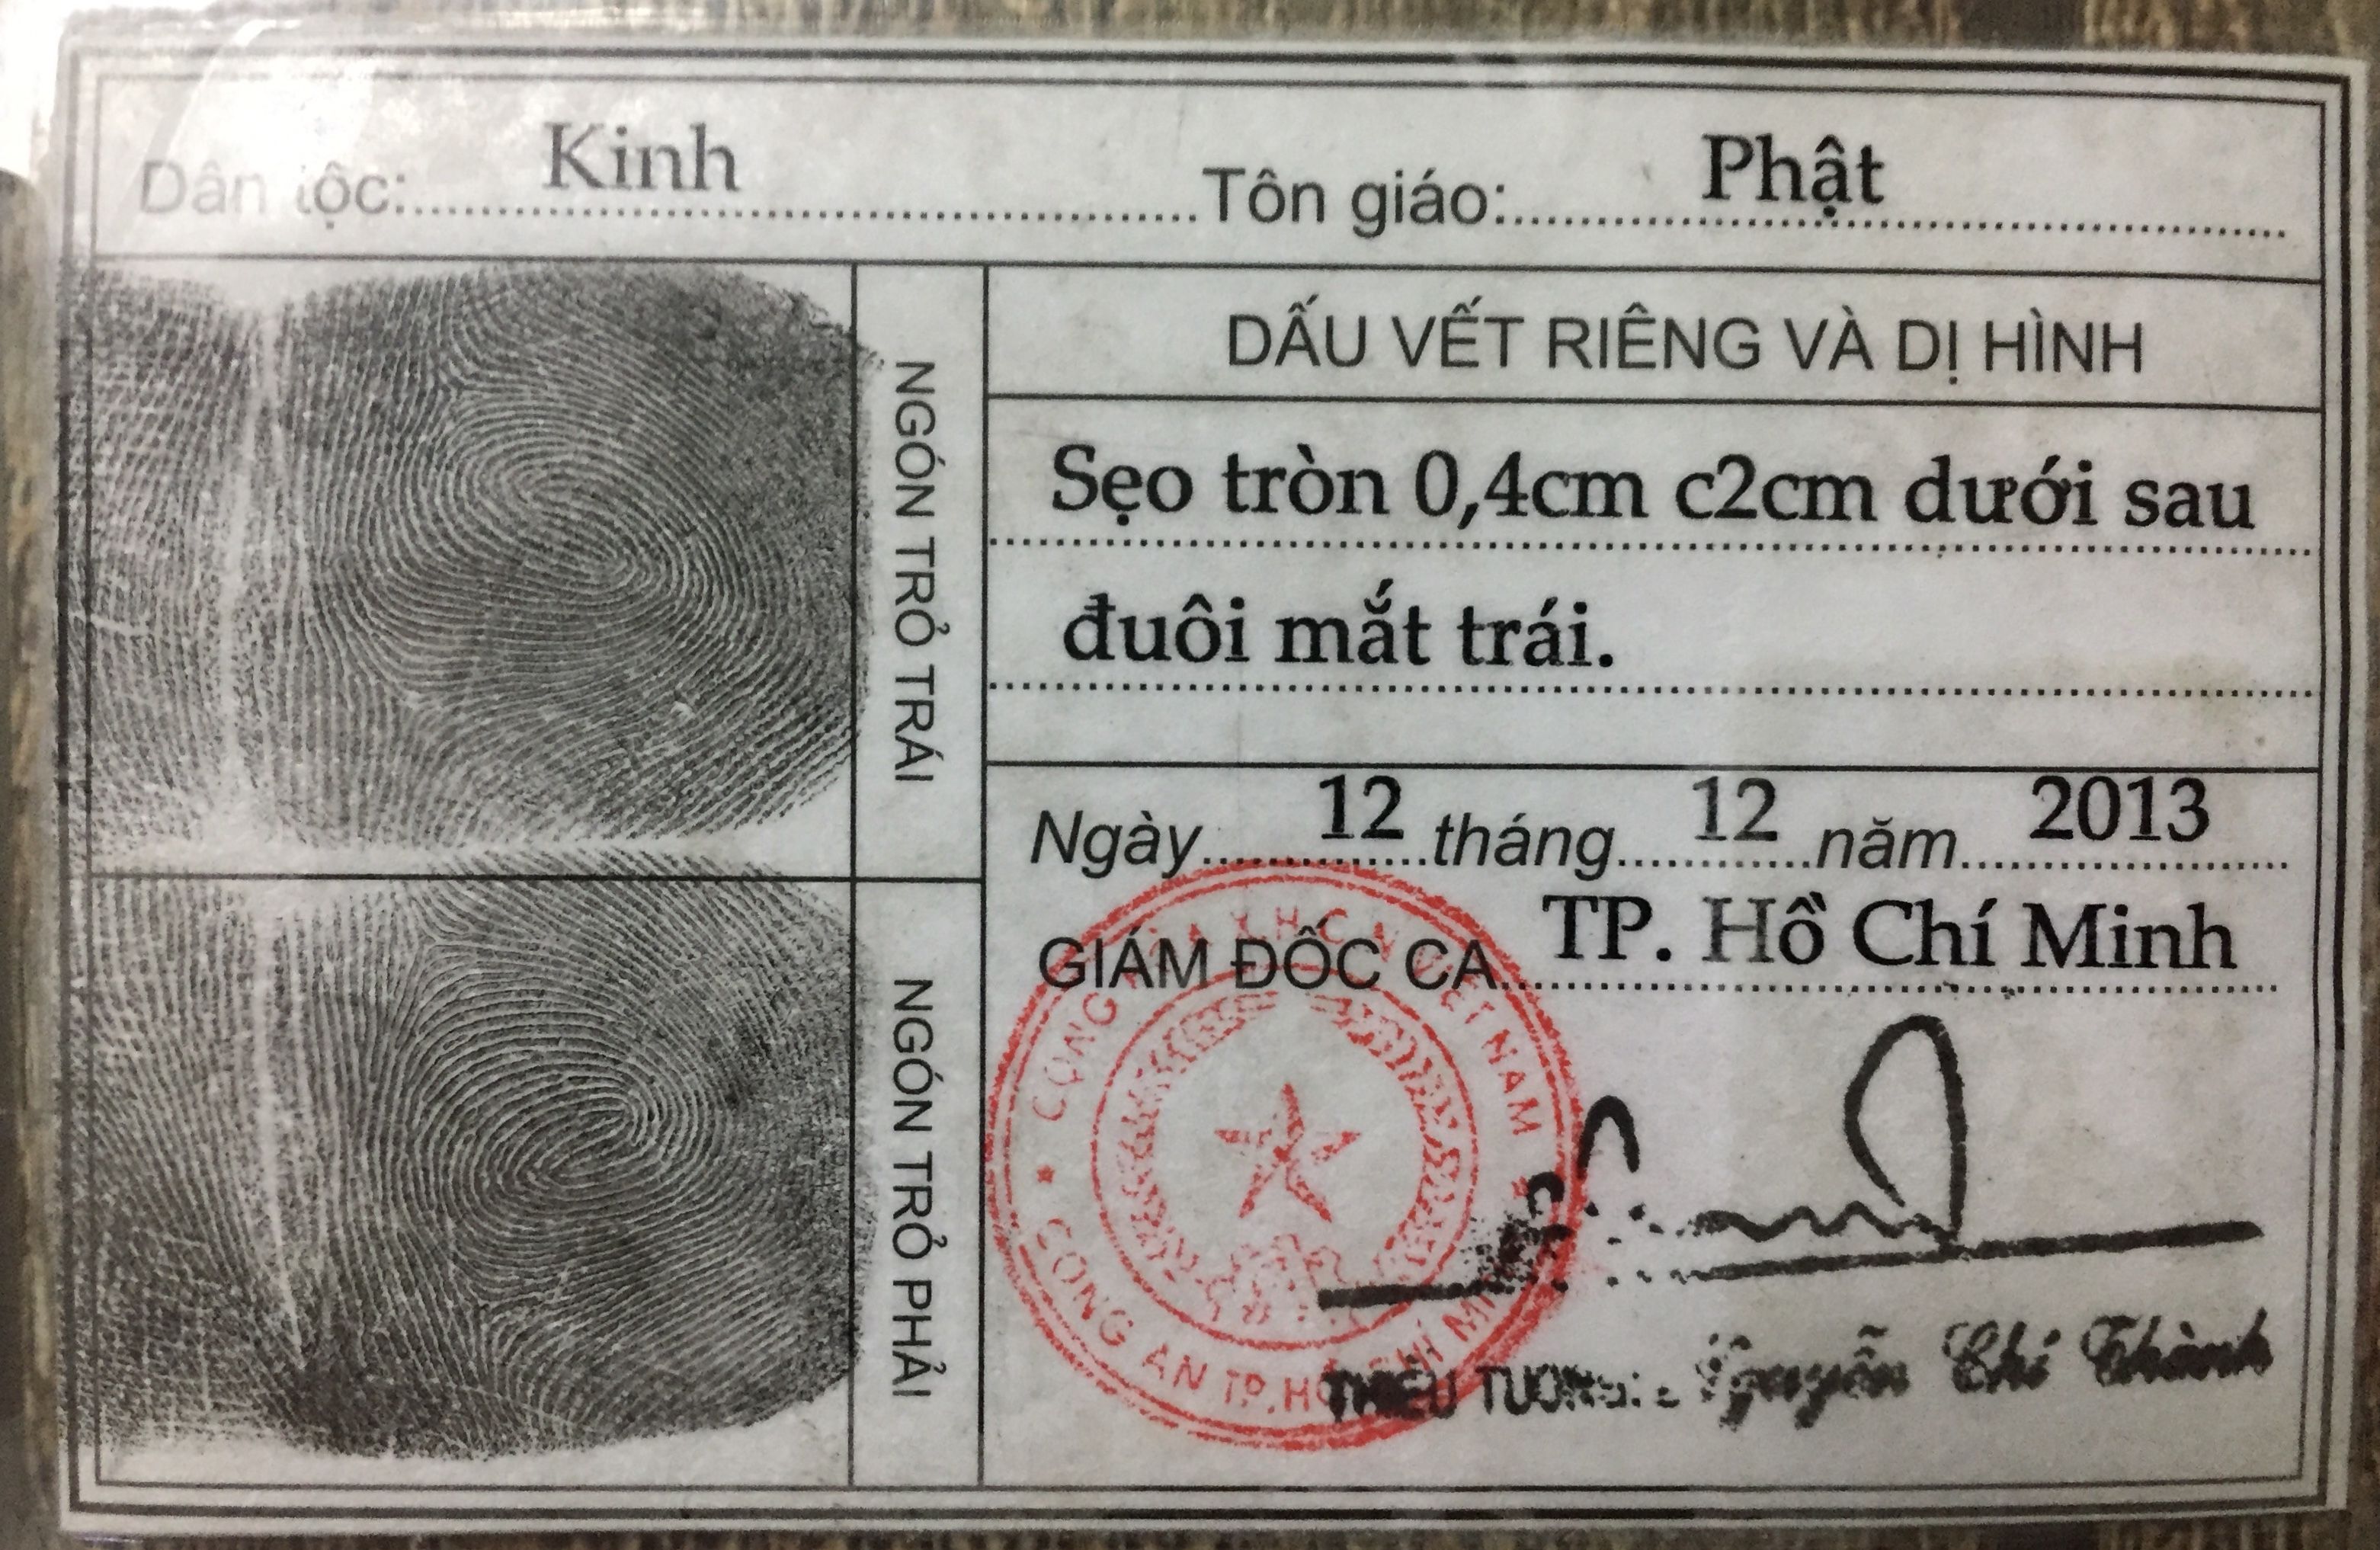 Dân tộc: Kinh Tôn giáo: Phật
NGÓN TRỎ TRÁI
DẤU VẾT RIÊNG VÀ DỊ HÌNH
Sẹo tròn 0,4cm c2cm dưới sau
đuôi mắt trái.
NGÓN TRỎ PHẢI
Ngày 12 tháng 12 năm 2013
GIÁM ĐỐC CA TP. Hồ Chí Minh
X.H.C.N VIỆT NAM
CÔNG AN TP. HỒ CHÍ MINH
THIẾU TƯỚNG: Nguyễn Chí Thành